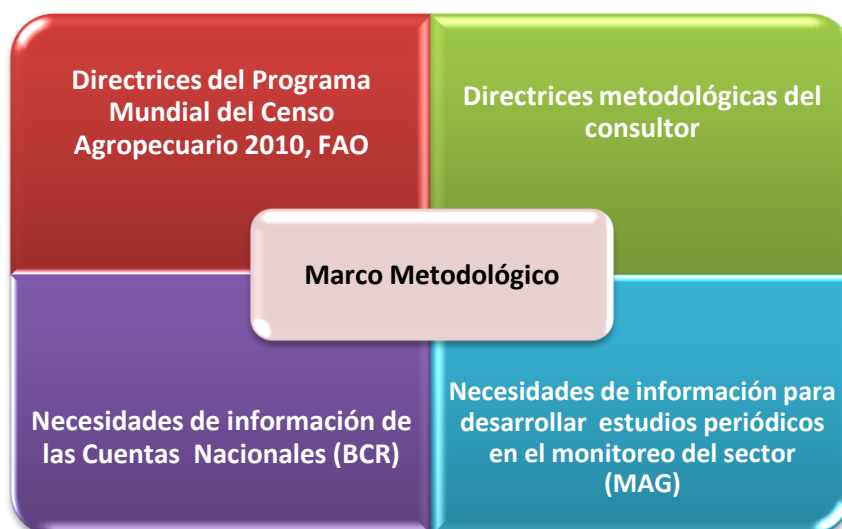 Directrices del Programa
Mundial del Censo
Agropecuario 2010, FAO
Directrices metodológicas del
consultor
Marco Metodológico
Necesidades de información de
las Cuentas Nacionales (BCR)
Necesidades de información para
desarrollar estudios periódicos
en el monitoreo del sector
(MAG)